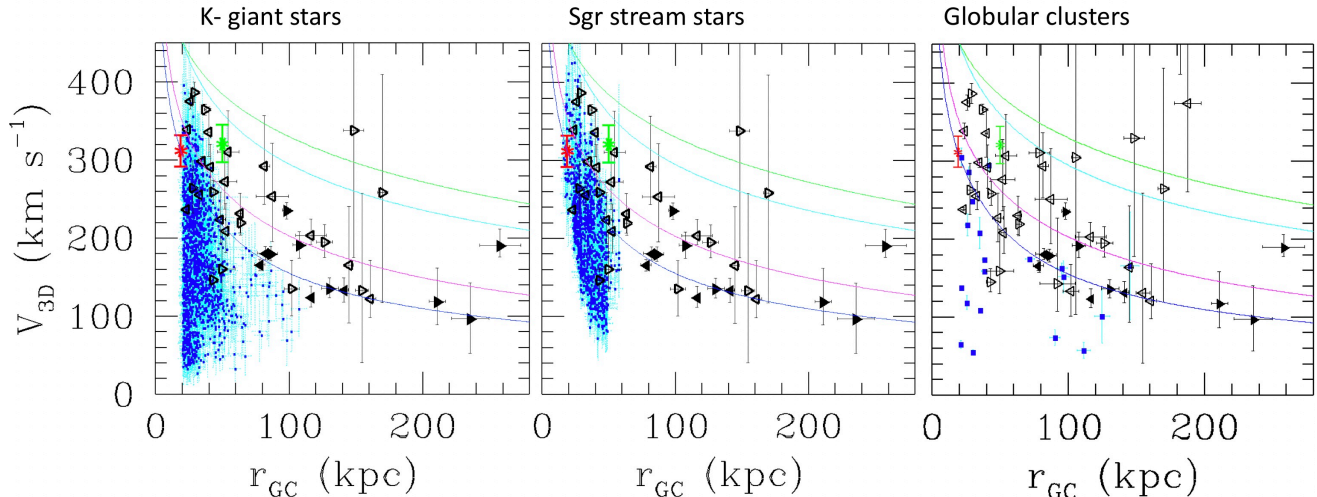 K- giant stars
Sgr stream stars
Globular clusters
V3D (km s−1)
400
300
200
100
0
0 100 200
0 100 200
0 100 200
rGC (kpc)
rGC (kpc)
rGC (kpc)